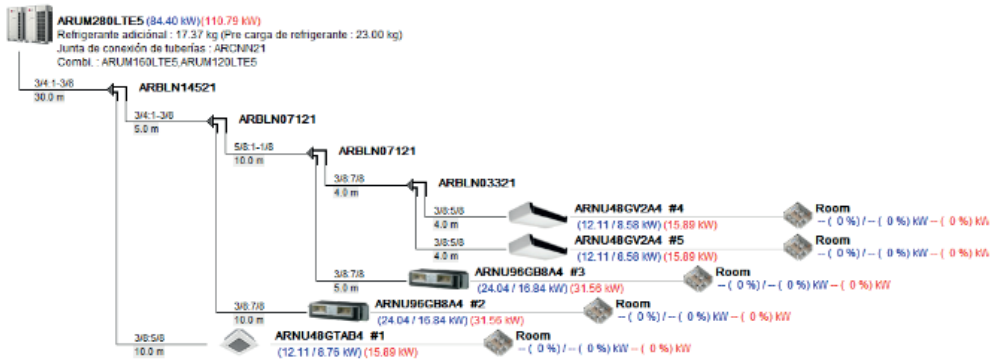 ARUM280LTE5 (84.40 kW)(110.79 kW)
Refrigerante adiciónal : 17.37 kg (Pre carga de refrigerante : 23.00 kg)
Junta de conexión de tuberías : ARCNN21
Combi. : ARUM160LTE5,ARUM120LTE5
3/4:1-3/8
30.0 m
ARBLN14521
3/4:1-3/8
5.0 m
ARBLN07121
5/8:1-1/8
10.0 m
ARBLN07121
3/8:7/8
4.0 m
ARBLN03321
3/8:5/8
4.0 m
ARNU48GV2A4 #4
(12.11 / 8.58 kW) (15.89 kW)
Room
-- ( 0 %) / -- ( 0 %) kW -- ( 0 %) kW
3/8:5/8
4.0 m
ARNU48GV2A4 #5
(12.11 / 8.58 kW) (15.89 kW)
Room
-- ( 0 %) / -- ( 0 %) kW -- ( 0 %) kW
3/8:7/8
5.0 m
ARNU96GB8A4 #3
(24.04 / 16.84 kW) (31.56 kW)
Room
-- ( 0 %) / -- ( 0 %) kW -- ( 0 %) kW
3/8:7/8
10.0 m
ARNU96GB8A4 #2
(24.04 / 16.84 kW) (31.56 kW)
Room
-- ( 0 %) / -- ( 0 %) kW -- ( 0 %) kW
3/8:5/8
10.0 m
ARNU48GTAB4 #1
(12.11 / 8.76 kW) (15.89 kW)
Room
-- ( 0 %) / -- ( 0 %) kW -- ( 0 %) kW